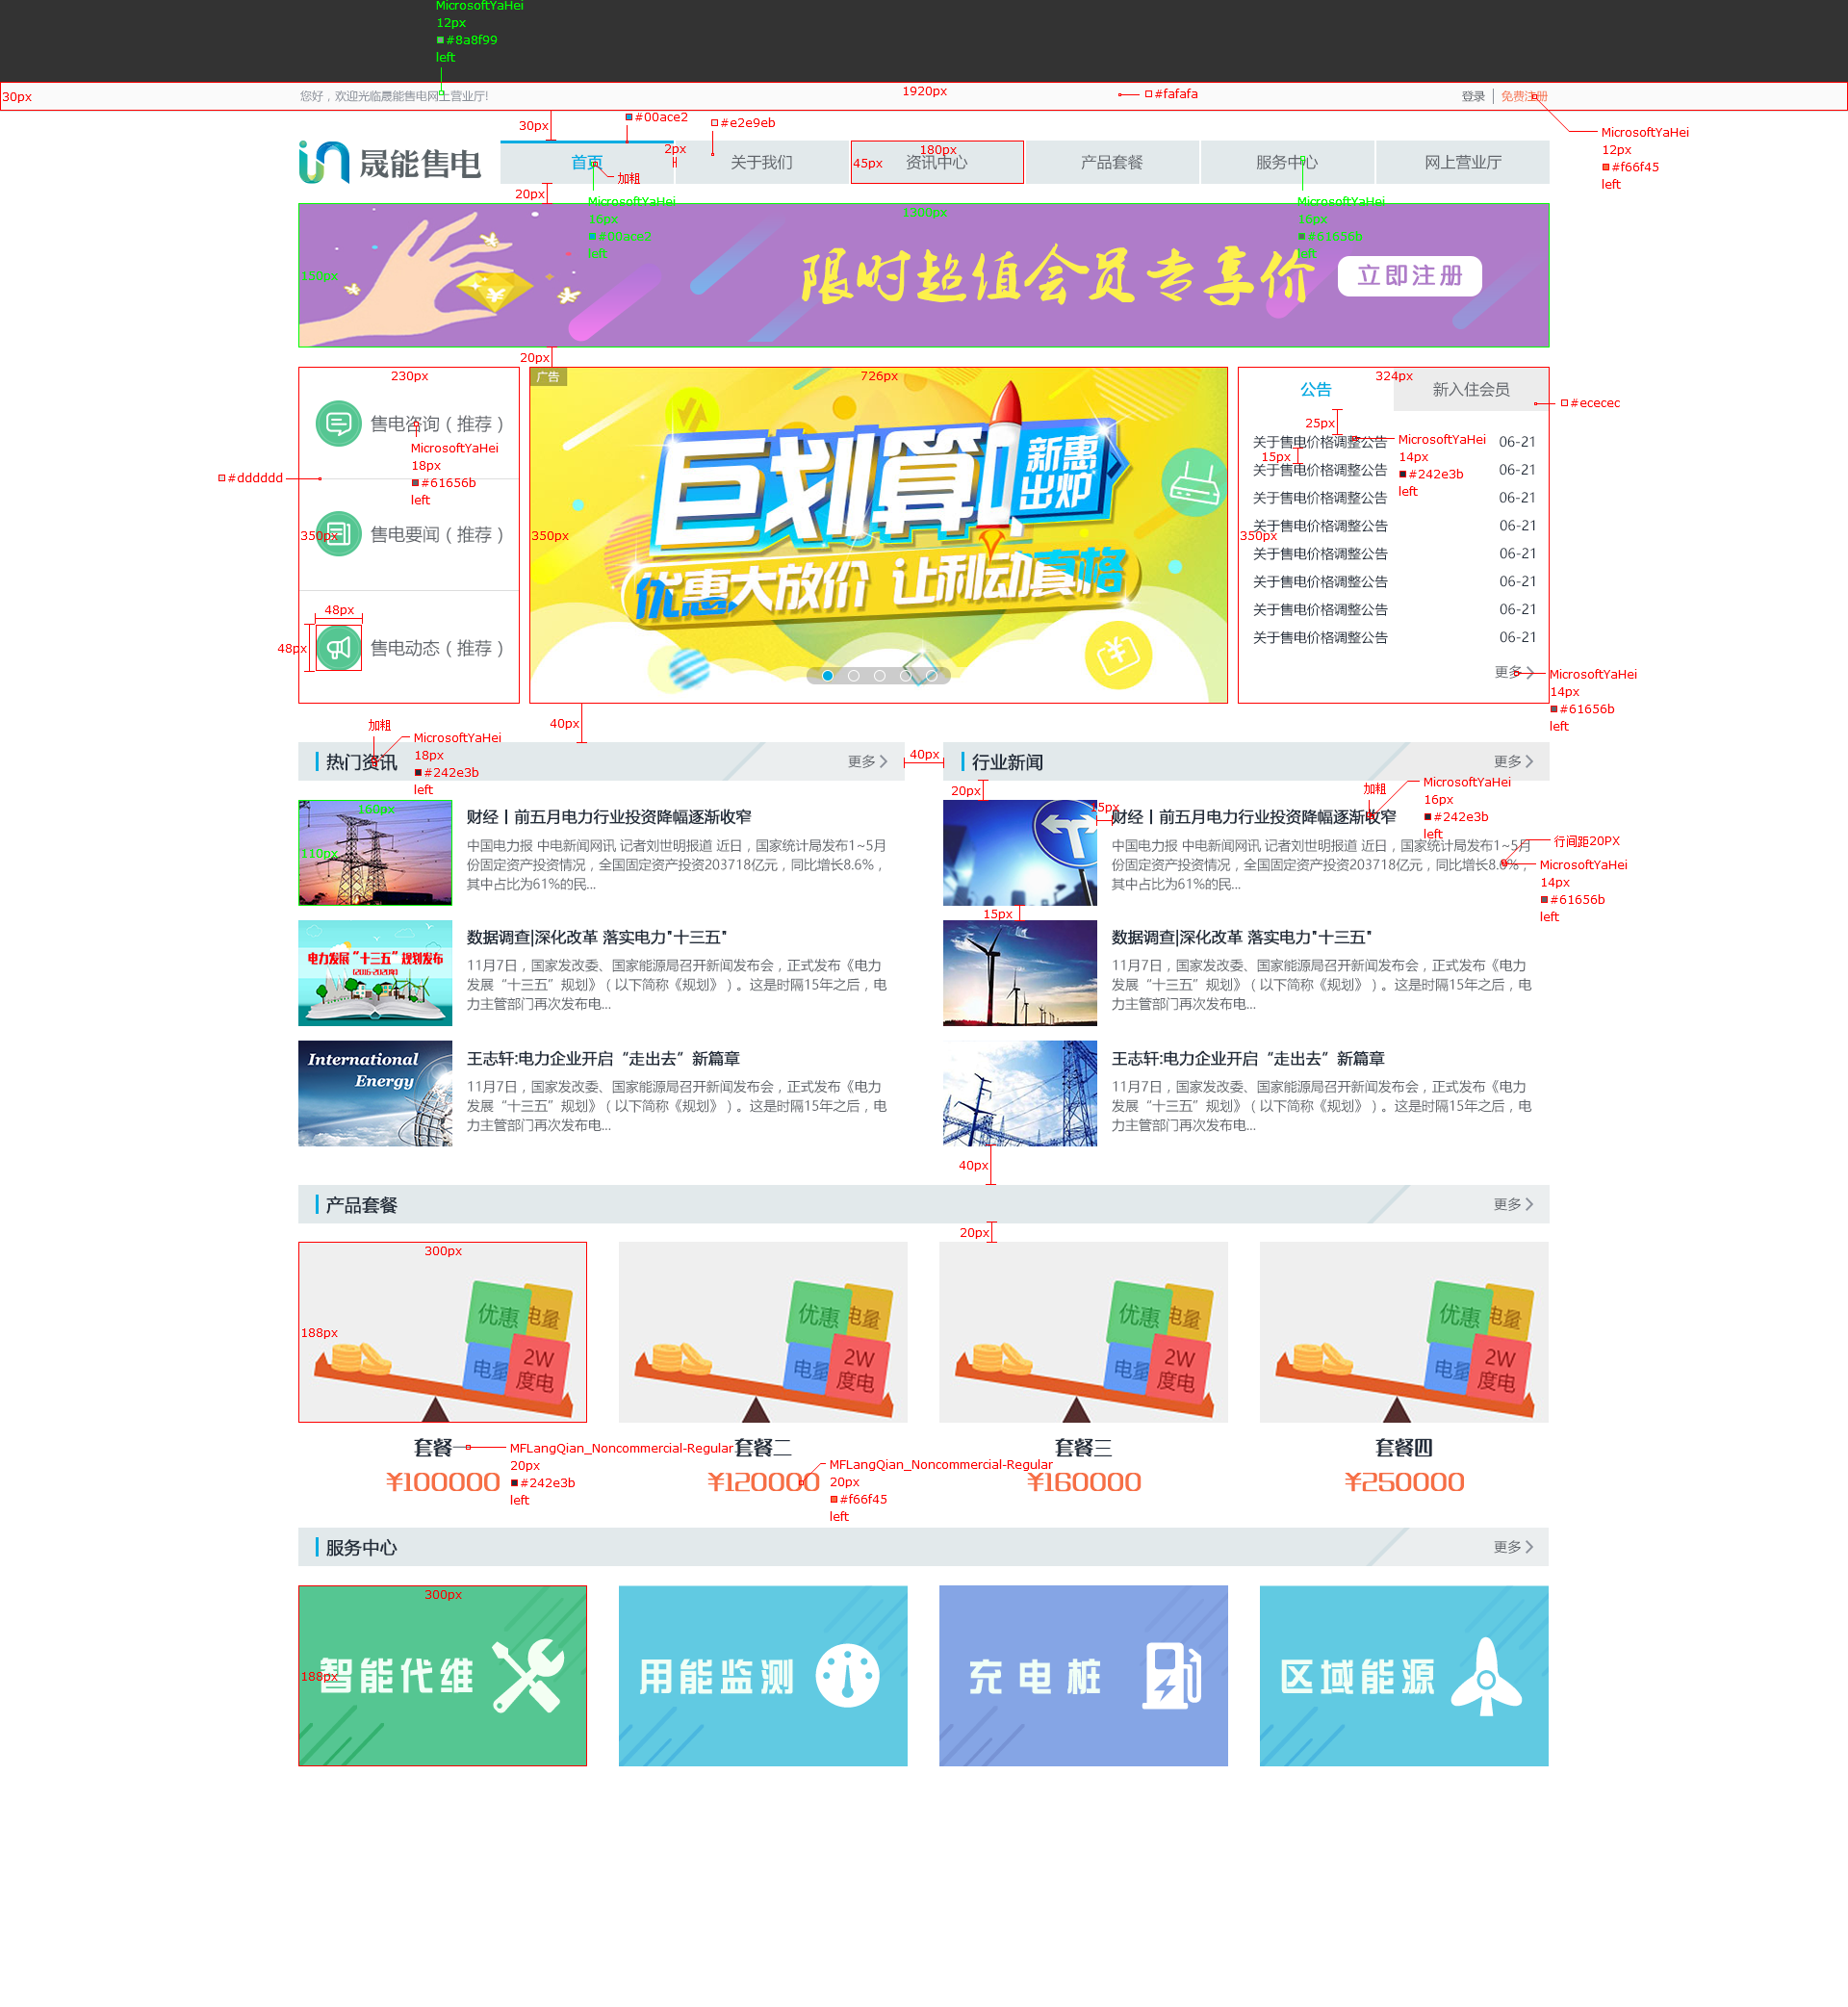 MicrosoftYaHei
12px
#8a8f99
left
30px
您好，欢迎光临晟能售电网上营业厅!
1920px
#fafafa
登录
免费注册
MicrosoftYaHei
12px
#f66f45
left
30px
#00ace2
#e2e9eb
2px
晟能售电
首页
加粗
关于我们
180px
45px
资讯中心
产品套餐
服务中心
网上营业厅
20px
MicrosoftYaHei
16px
#00ace2
left
MicrosoftYaHei
16px
#61656b
left
1300px
150px
限时超值会员专享价
立即注册
20px
230px
售电咨询（推荐）
MicrosoftYaHei
18px
#61656b
left
#dddddd
350px
售电要闻（推荐）
48px
48px
售电动态（推荐）
广告
726px
350px
巨划算
新惠
出炉
优惠大放价 让利动真格
324px
公告
新入住会员
#ececec
25px
15px
MicrosoftYaHei
14px
#242e3b
left
350px
关于售电价格调整公告 06-21
关于售电价格调整公告 06-21
关于售电价格调整公告 06-21
关于售电价格调整公告 06-21
关于售电价格调整公告 06-21
关于售电价格调整公告 06-21
关于售电价格调整公告 06-21
关于售电价格调整公告 06-21
更多
MicrosoftYaHei
14px
#61656b
left
40px
加粗
MicrosoftYaHei
18px
#242e3b
left
热门资讯
更多
40px
行业新闻
更多
20px
160px
110px
财经丨前五月电力行业投资降幅逐渐收窄
中国电力报 中电新闻网讯 记者刘世明报道 近日，国家统计局发布1~5月
份固定资产投资情况，全国固定资产投资203718亿元，同比增长8.6%，
其中占比为61%的民...
电力发展“十三五”规划发布
(2016-2020年)
数据调查|深化改革 落实电力"十三五"
11月7日，国家发改委、国家能源局召开新闻发布会，正式发布《电力
发展“十三五”规划》（以下简称《规划》）。这是时隔15年之后，电
力主管部门再次发布电...
International
Energy
王志轩:电力企业开启“走出去”新篇章
11月7日，国家发改委、国家能源局召开新闻发布会，正式发布《电力
发展“十三五”规划》（以下简称《规划》）。这是时隔15年之后，电
力主管部门再次发布电...
15px
加粗
MicrosoftYaHei
16px
#242e3b
left
财经丨前五月电力行业投资降幅逐渐收窄
中国电力报 中电新闻网讯 记者刘世明报道 近日，国家统计局发布1~5月
份固定资产投资情况，全国固定资产投资203718亿元，同比增长8.6%，
其中占比为61%的民...
行间距20PX
MicrosoftYaHei
14px
#61656b
left
15px
数据调查|深化改革 落实电力"十三五"
11月7日，国家发改委、国家能源局召开新闻发布会，正式发布《电力
发展“十三五”规划》（以下简称《规划》）。这是时隔15年之后，电
力主管部门再次发布电...
王志轩:电力企业开启“走出去”新篇章
11月7日，国家发改委、国家能源局召开新闻发布会，正式发布《电力
发展“十三五”规划》（以下简称《规划》）。这是时隔15年之后，电
力主管部门再次发布电...
40px
产品套餐
更多
20px
300px
188px
优惠 电量
电量 2W
度电
优惠 电量
电量 2W
度电
优惠 电量
电量 2W
度电
优惠 电量
电量 2W
度电
套餐
MFLangQian_Noncommercial-Regular
20px
#242e3b
left
套餐二
套餐三
套餐四
¥100000
¥120000
MFLangQian_Noncommercial-Regular
20px
#f66f45
left
¥160000
¥250000
服务中心
更多
300px
188px
智能代维
用能监测
充电桩
区域能源